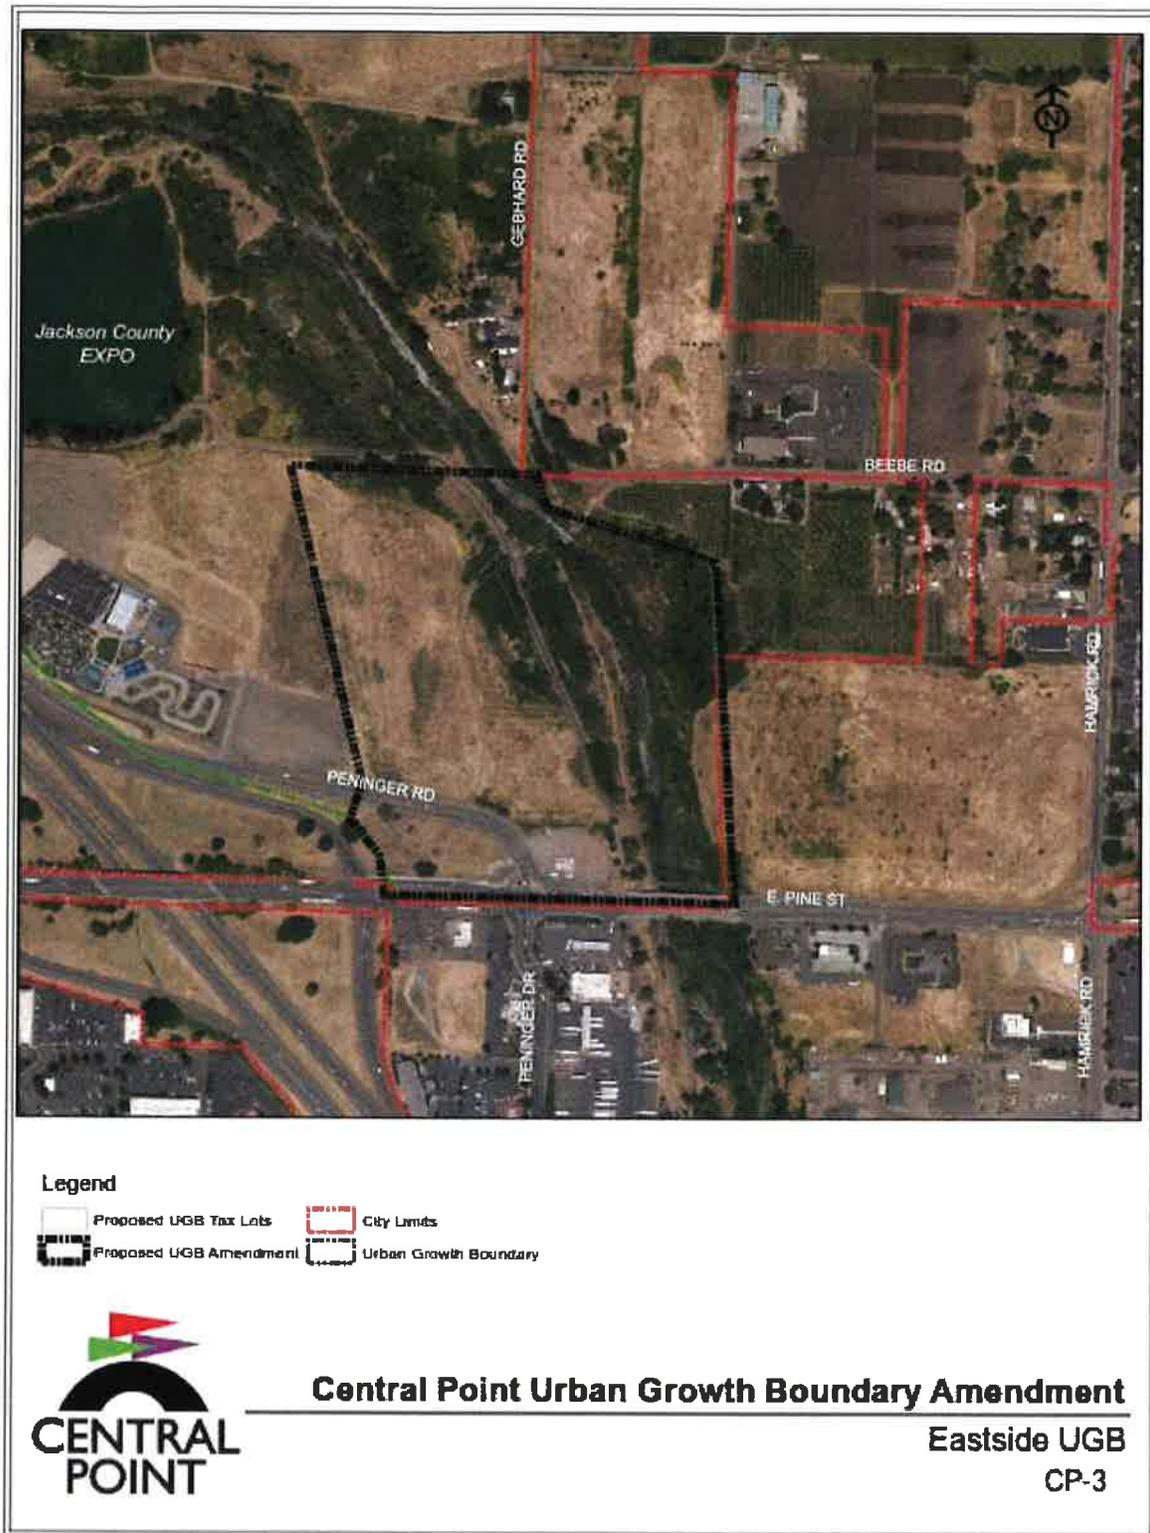 N
GEBHARD RD
Jackson County
EXPO
BEEBE RD
HAMRICK RD
PENINGER RD
E. PINE ST
PENINGER DR
HAMRICK RD
Legend
Proposed UGB Tax Lots
City Limits
Proposed UGB Amendment
Urban Growth Boundary
CENTRAL
POINT
Central Point Urban Growth Boundary Amendment
Eastside UGB
CP-3